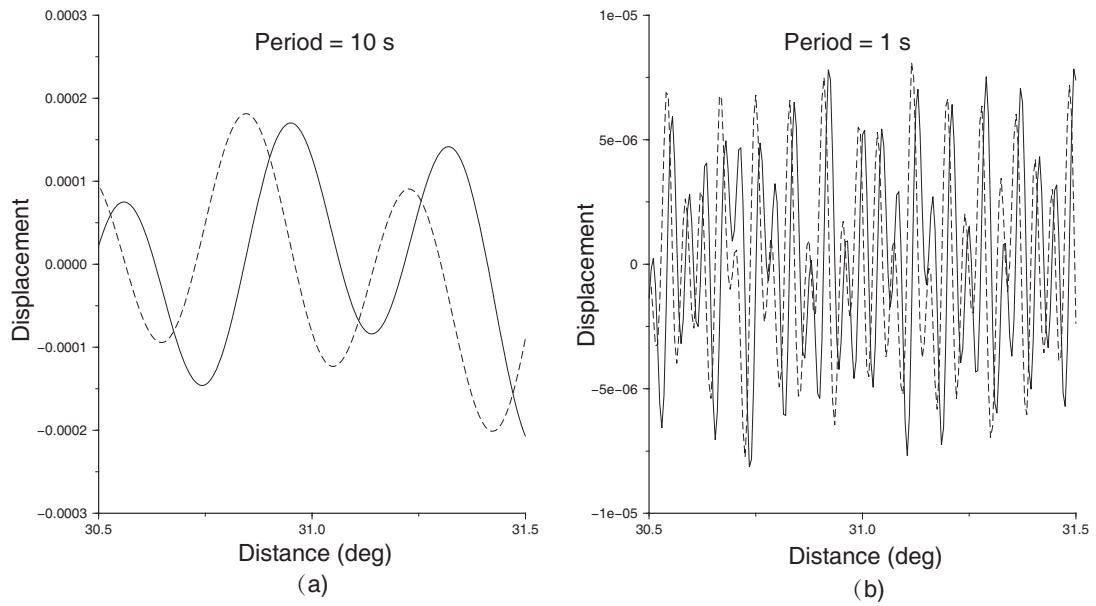 0.0003
0.0002
0.0001
0.0000
−0.0001
−0.0002
−0.0003
Displacement
Period = 10 s
30.5
31.0
31.5
Distance (deg)
(a)
1e−05
5e−06
0
−5e−06
−1e−05
Displacement
Period = 1 s
30.5
31.0
31.5
Distance (deg)
(b)